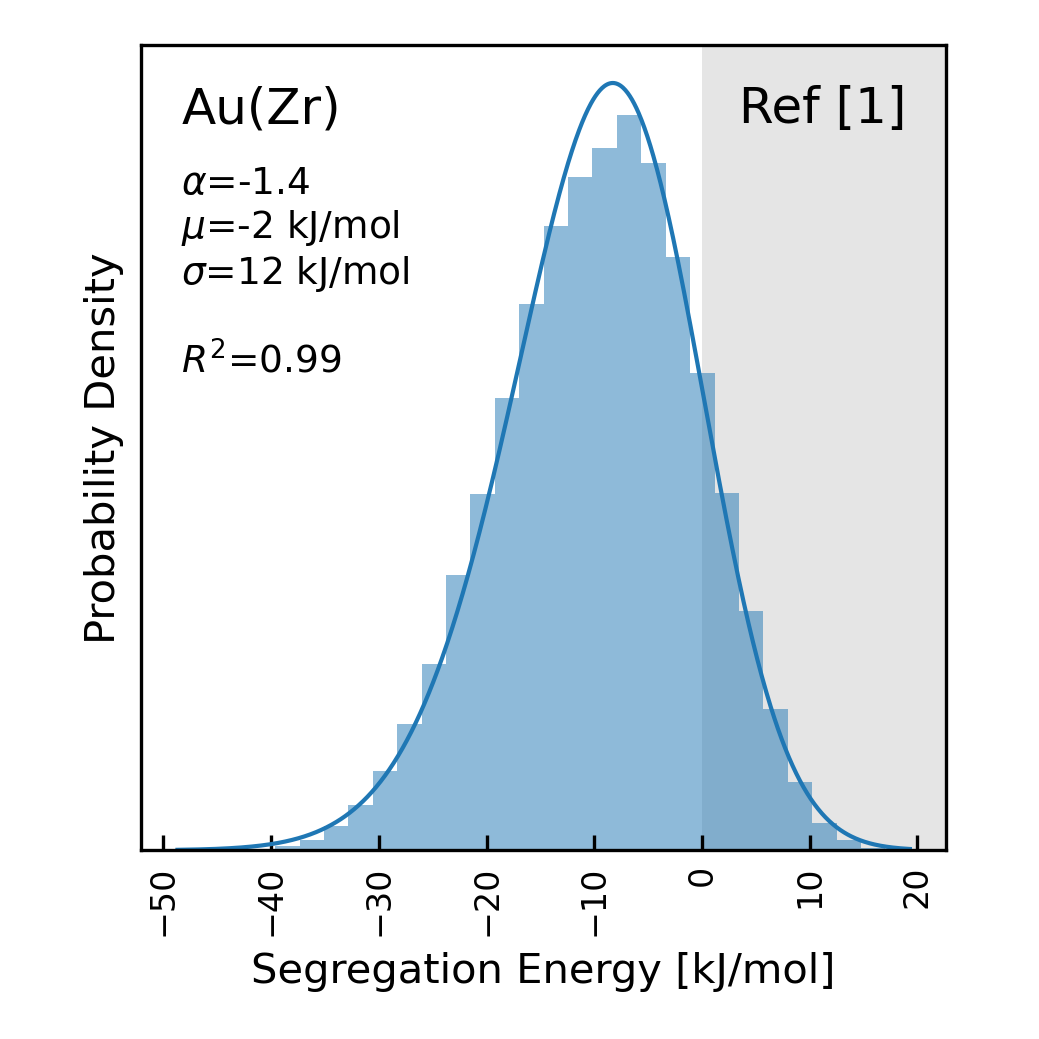 Au(Zr)
Ref [1]
α=-1.4
μ=-2 kJ/mol
σ=12 kJ/mol
R²=0.99
Probability Density
−50 −40 −30 −20 −10 0 10 20
Segregation Energy [kJ/mol]